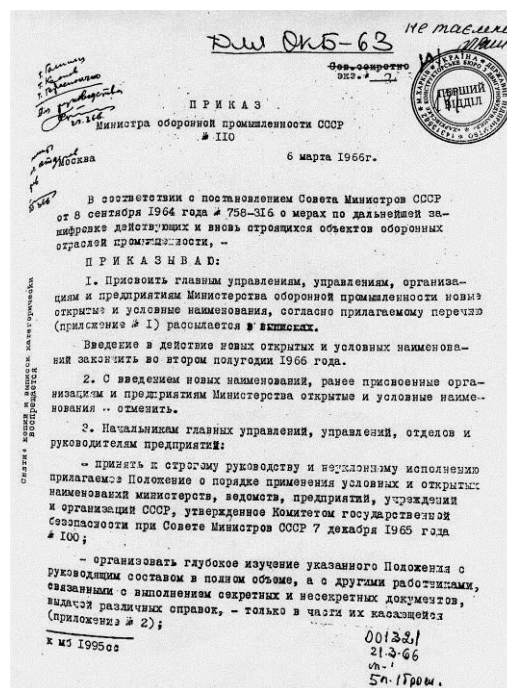 Для ОКБ-63
не таємно
Сов.секретно
экз.№ 2
УКРАЇНА
ПЕРШИЙ
ВІДДІЛ
ПРИКАЗ
Министра оборонной промышленности СССР
№ 110
г. Москва
6 марта 1966г.
В соответствии с постановлением Совета Министров СССР
от 8 сентября 1964 года № 758-316 о мерах по дальнейшей за-
шифровке действующих и вновь строящихся объектов оборонных
отраслей промышленности, -
ПРИКАЗЫВАЮ:
1. Присвоить главным управлениям, управлениям, организа-
циям и предприятиям Министерства оборонной промышленности новые
открытые и условные наименования, согласно прилагаемому перечню
(приложение № 1) рассылается в выписках.
Введение в действие новых открытых и условных наименова-
ний закончить во втором полугодии 1966 года.
2. С введением новых наименований, ранее присвоенные орга-
низациям и предприятиям Министерства открытые и условные наиме-
нования - отменить.
3. Начальникам главных управлений, управлений, отделов и
руководителям предприятий:
- принять к строгому руководству и неуклонному исполнению
прилагаемое Положение о порядке применения условных и открытых
наименований министерств, ведомств, предприятий, учреждений
и организаций СССР, утвержденное Комитетом государственной
безопасности при Совете Министров СССР 7 декабря 1965 года
№ 100;
- организовать глубокое изучение указанного Положения с
руководящим составом в полном объеме, а с другими работниками,
связанными с выполнением секретных и несекретных документов,
выдачей различных справок, - только в части их касающейся
(приложение № 2);
Снятие копий и выписок категорически
воспрещается
к мб 1995сс
001321
21.3.66
5п. 1брош.